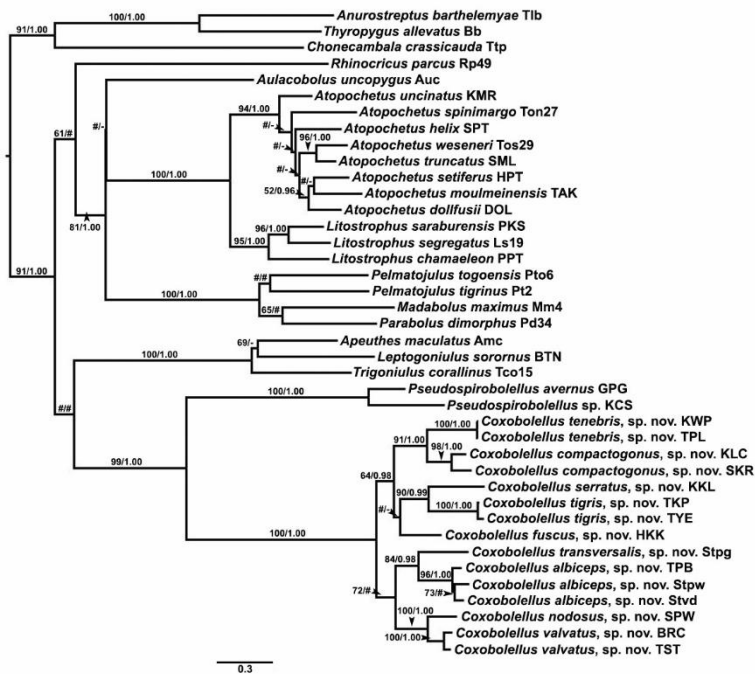 100/1.00
Anurostreptus barthelemyae Tlb
91/1.00
Thyropygus allevatus Bb
Chonecambala crassicauda Ttp
Rhinocricus parcus Rp49
#/-
Aulacobolus uncopygus Auc
94/1.00
Atopochetus uncinatus KMR
Atopochetus spinimargo Ton27
61/#
#/-
96/1.00
Atopochetus helix SPT
Atopochetus weseneri Tos29
#/-
Atopochetus truncatus SML
100/1.00
#/-
Atopochetus setiferus HPT
52/0.96
Atopochetus moulmeinensis TAK
Atopochetus dollfusii DOL
81/1.00
96/1.00
Litostrophus saraburensis PKS
95/1.00
Litostrophus segregatus Ls19
Litostrophus chamaeleon PPT
91/1.00
#/#
Pelmatojulus togoensis Pto6
100/1.00
Pelmatojulus tigrinus Pt2
65/#
Madabolus maximus Mm4
Parabolus dimorphus Pd34
69/-
Apeuthes maculatus Amc
100/1.00
Leptogoniulus sorornus BTN
Trigoniulus corallinus Tco15
100/1.00
Pseudospirobolellus avernus GPG
#/#
Pseudospirobolellus sp. KCS
100/1.00
Coxobolellus tenebris, sp. nov. KWP
91/1.00
Coxobolellus tenebris, sp. nov. TPL
98/1.00
Coxobolellus compactogonus, sp. nov. KLC
99/1.00
Coxobolellus compactogonus, sp. nov. SKR
64/0.98
90/0.99
Coxobolellus serratus, sp. nov. KKL
100/1.00
Coxobolellus tigris, sp. nov. TKP
#/-
Coxobolellus tigris, sp. nov. TYE
Coxobolellus fuscus, sp. nov. HKK
100/1.00
84/0.98
Coxobolellus transversalis, sp. nov. Stpg
96/1.00
Coxobolellus albiceps, sp. nov. TPB
72/#
73/#
Coxobolellus albiceps, sp. nov. Stpw
Coxobolellus albiceps, sp. nov. Stvd
100/1.00
Coxobolellus nodosus, sp. nov. SPW
100/1.00
Coxobolellus valvatus, sp. nov. BRC
Coxobolellus valvatus, sp. nov. TST
0.3